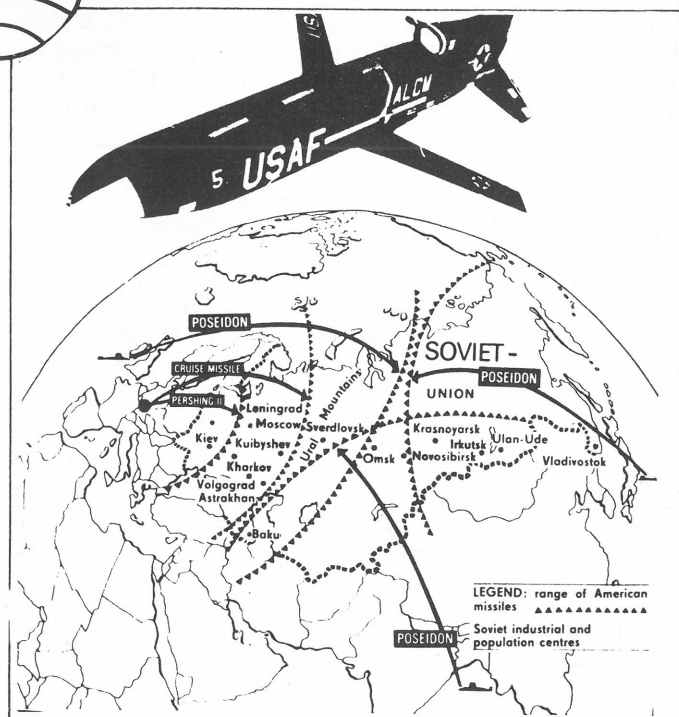 5 USAF
ALCM
POSEIDON
SOVIET-
CRUISE MISSILE
POSEIDON
UNION
PERSHING II
Leningrad
Moscow
Ural Mountains
Sverdlovsk
Krasnoyarsk
Kiev
Kuibyshev
Irkutsk
Ulan-Ude
Omsk
Novosibirsk
Vladivostok
Kharkov
Volgograd
Astrakhan
Baku
LEGEND: range of American
missiles
POSEIDON
Soviet industrial and
population centres